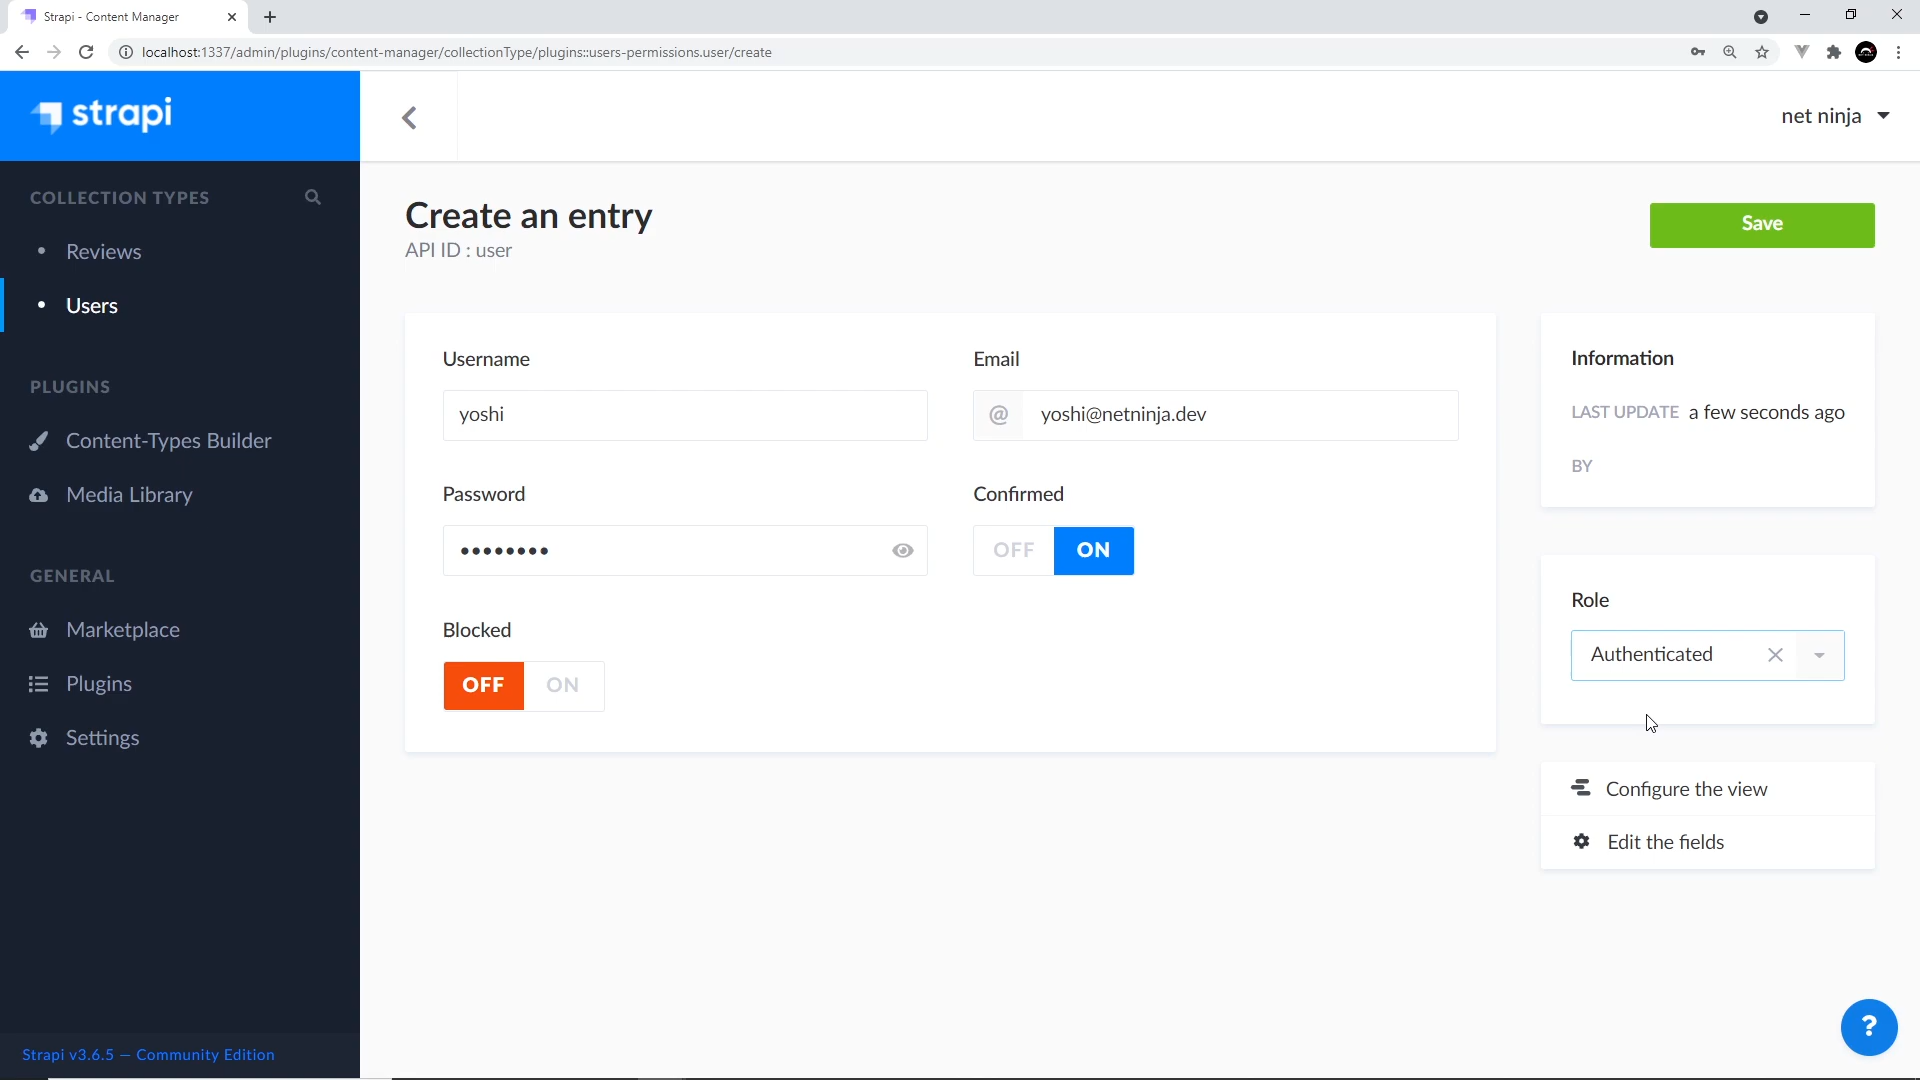 Strapi - Content Manager
localhost:1337/admin/plugins/content-manager/collectionType/plugins::users-permissions.user/create
strapi
net ninja
COLLECTION TYPES
Reviews
Users
PLUGINS
Content-Types Builder
Media Library
GENERAL
Marketplace
Plugins
Settings
Strapi v3.6.5 — Community Edition
Create an entry
API ID : user
Save
Username
yoshi
Email
@ yoshi@netninja.dev
Password
••••••••
Confirmed
OFF ON
Blocked
OFF ON
Information
LAST UPDATE a few seconds ago
BY
Role
Authenticated
Configure the view
Edit the fields
?